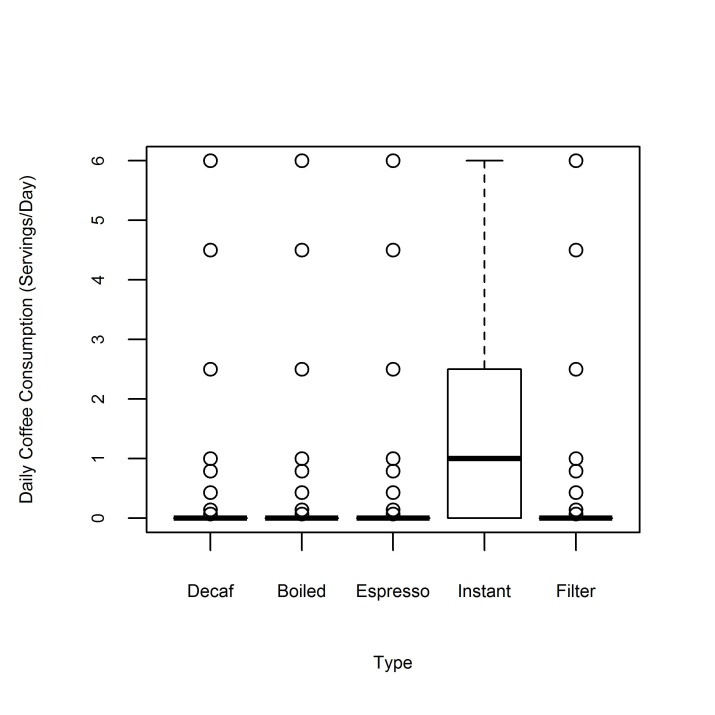 Daily Coffee Consumption (Servings/Day)
6
5
4
3
2
1
0
Decaf Boiled Espresso Instant Filter
Type